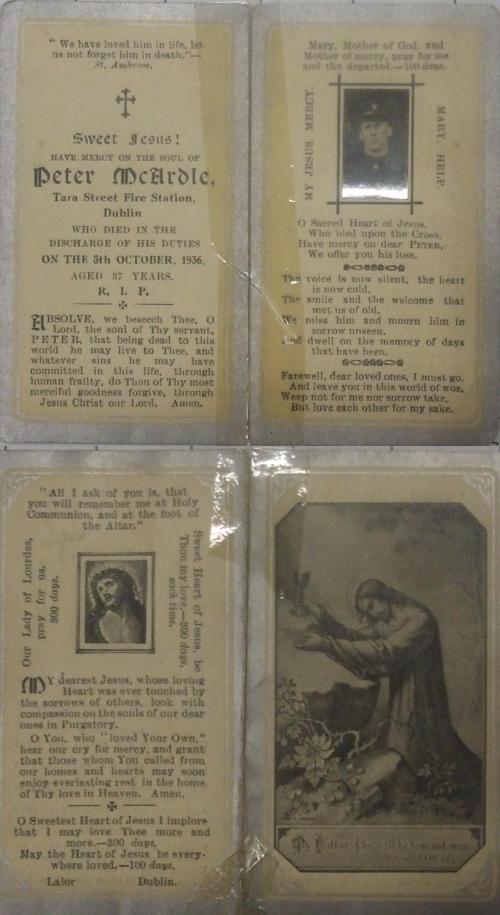 "We have loved him in life, let
us not forget him in death."—
St. Ambrose.
Sweet Jesus!
HAVE MERCY ON THE SOUL OF
Peter McArdle,
Tara Street Fire Station,
Dublin
WHO DIED IN THE
DISCHARGE OF HIS DUTIES
ON THE 5th OCTOBER, 1936,
AGED 37 YEARS.
R. I. P.
ABSOLVE, we beseech Thee, O
Lord, the soul of Thy servant,
PETER, that being dead to this
world he may live to Thee, and
whatever sins he may have
committed in this life, through
human frailty, do Thou of Thy most
merciful goodness forgive, through
Jesus Christ our Lord. Amen.
Mary, Mother of God, and
Mother of mercy, pray for me
and the departed.—100 days.
MY JESUS, MERCY.
MARY, HELP.
O Sacred Heart of Jesus,
Who bled upon the Cross,
Have mercy on dear PETER,
We offer you his loss.
The voice is now silent, the heart
is now cold,
The smile and the welcome that
met us of old,
We miss him and mourn him in
sorrow unseen,
And dwell on the memory of days
that have been.
Farewell, dear loved ones, I must go,
And leave you in this world of woe,
Weep not for me nor sorrow take,
But love each other for my sake.
"All I ask of you is, that
you will remember me at Holy
Communion, and at the foot of
the Altar."
Our Lady of Lourdes,
pray for us.
300 days.
Sweet Heart of Jesus, be
Thou my love.—300 days,
each time.
MY dearest Jesus, whose loving
Heart was ever touched by
the sorrows of others, look with
compassion on the souls of our dear
ones in Purgatory.
O You, who "loved Your Own,"
hear our cry for mercy, and grant
that those whom You called from
our homes and hearts may soon
enjoy everlasting rest in the home
of Thy love in Heaven. Amen.
O Sweetest Heart of Jesus I implore
that I may love Thee more and
more.—300 days.
May the Heart of Jesus be every-
where loved.—100 days.
Lalor Dublin.
My Father, Thy will be done, not mine.